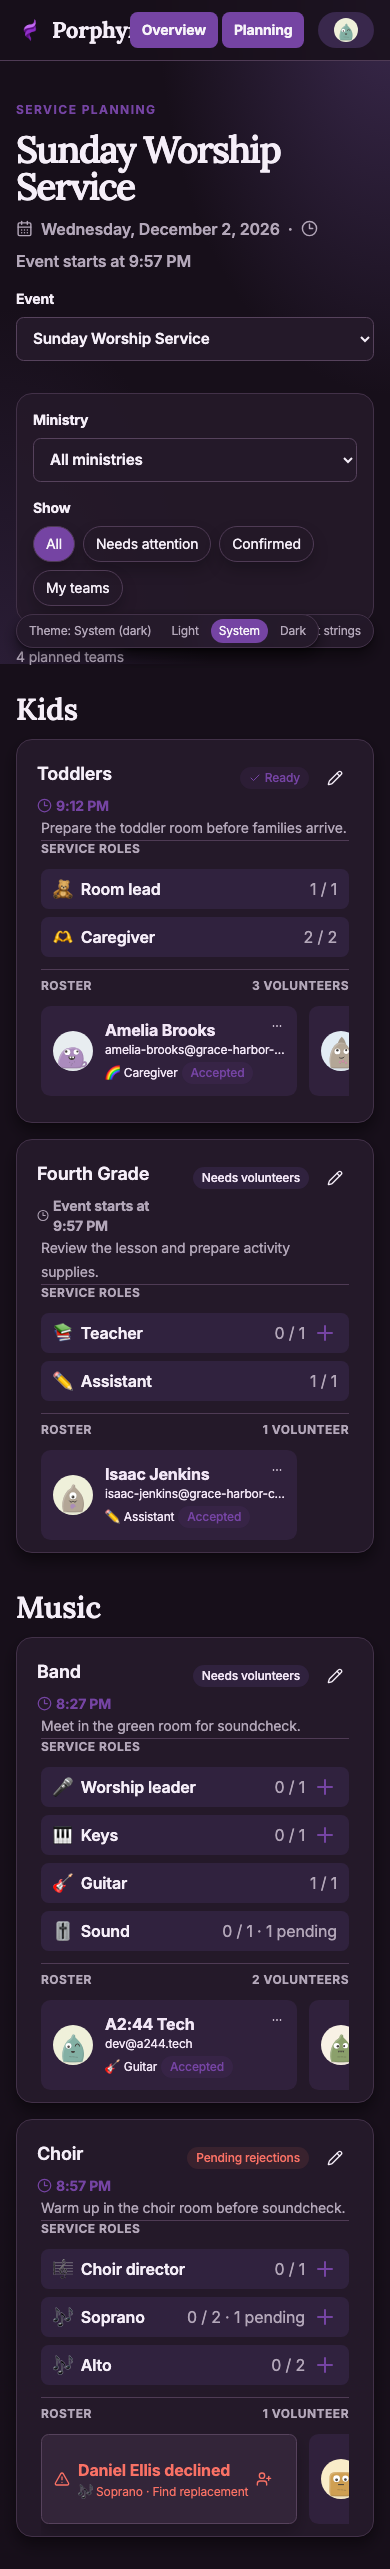 Porphy
Overview
Planning
SERVICE PLANNING
Sunday Worship
Service
Wednesday, December 2, 2026 ·
Event starts at 9:57 PM
Event
Sunday Worship Service
Ministry
All ministries
Show
All
Needs attention
Confirmed
My teams
Theme: System (dark)
Light
System
Dark
strings
4 planned teams
Kids
Toddlers
Ready
9:12 PM
Prepare the toddler room before families arrive.
SERVICE ROLES
Room lead 1 / 1
Caregiver 2 / 2
ROSTER 3 VOLUNTEERS
Amelia Brooks ...
amelia-brooks@grace-harbor-...
Caregiver Accepted
Fourth Grade
Needs volunteers
Event starts at
9:57 PM
Review the lesson and prepare activity
supplies.
SERVICE ROLES
Teacher 0 / 1
Assistant 1 / 1
ROSTER 1 VOLUNTEER
Isaac Jenkins ...
isaac-jenkins@grace-harbor-c...
Assistant Accepted
Music
Band
Needs volunteers
8:27 PM
Meet in the green room for soundcheck.
SERVICE ROLES
Worship leader 0 / 1
Keys 0 / 1
Guitar 1 / 1
Sound 0 / 1 · 1 pending
ROSTER 2 VOLUNTEERS
A2:44 Tech ...
dev@a244.tech
Guitar Accepted
Choir
Pending rejections
8:57 PM
Warm up in the choir room before soundcheck.
SERVICE ROLES
Choir director 0 / 1
Soprano 0 / 2 · 1 pending
Alto 0 / 2
ROSTER 1 VOLUNTEER
Daniel Ellis declined
Soprano · Find replacement